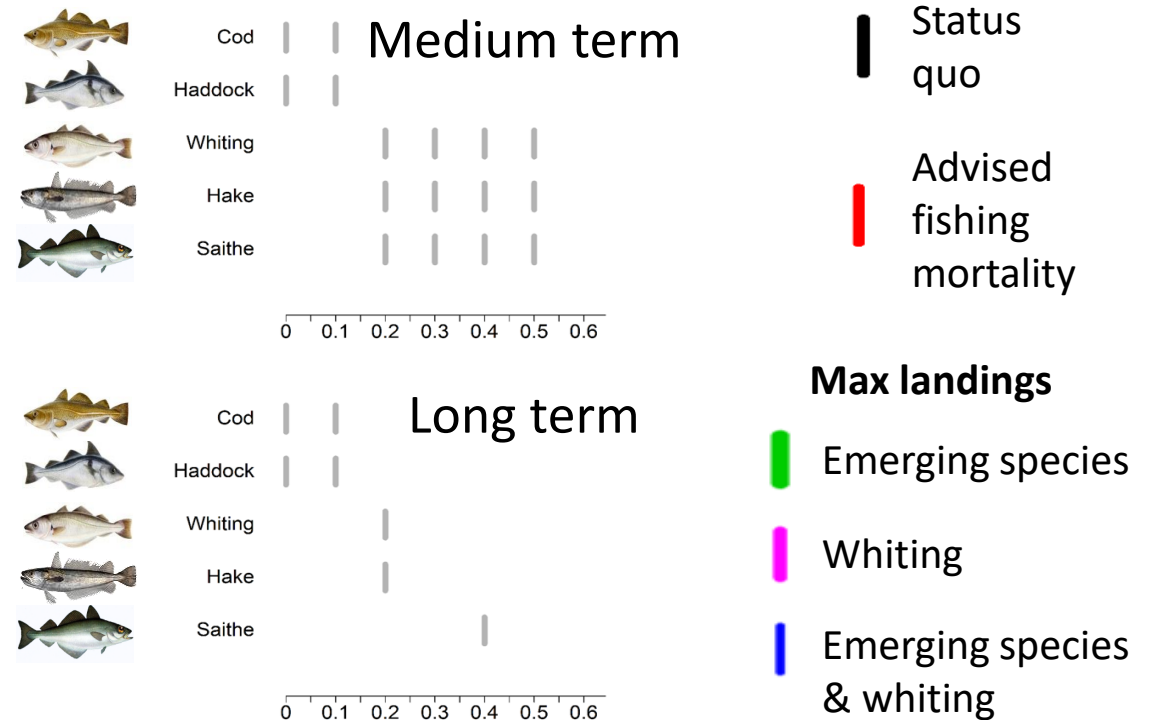 Cod
Medium term
Haddock
Whiting
Hake
Saithe
0 0.1 0.2 0.3 0.4 0.5 0.6
Cod
Long term
Haddock
Whiting
Hake
Saithe
0 0.1 0.2 0.3 0.4 0.5 0.6
Status
quo
Advised
fishing
mortality
Max landings
Emerging species
Whiting
Emerging species
& whiting